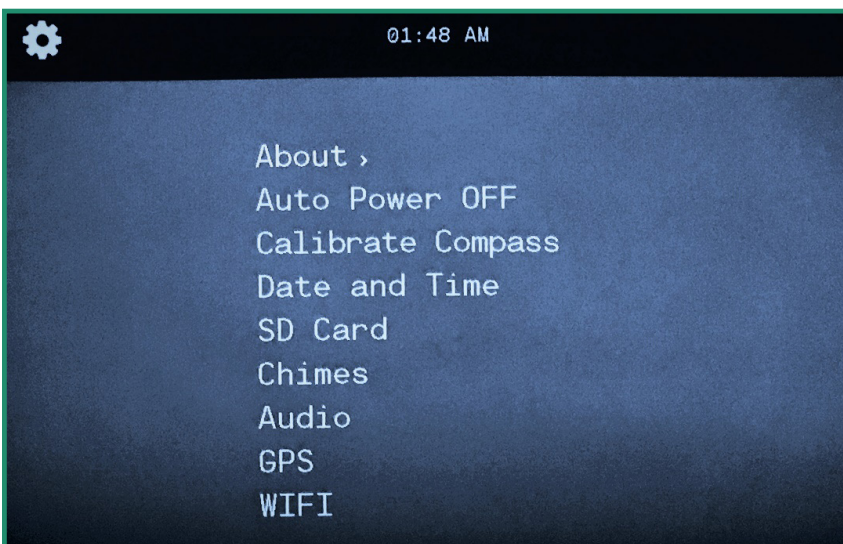 01:48 AM
About ›
Auto Power OFF
Calibrate Compass
Date and Time
SD Card
Chimes
Audio
GPS
WIFI